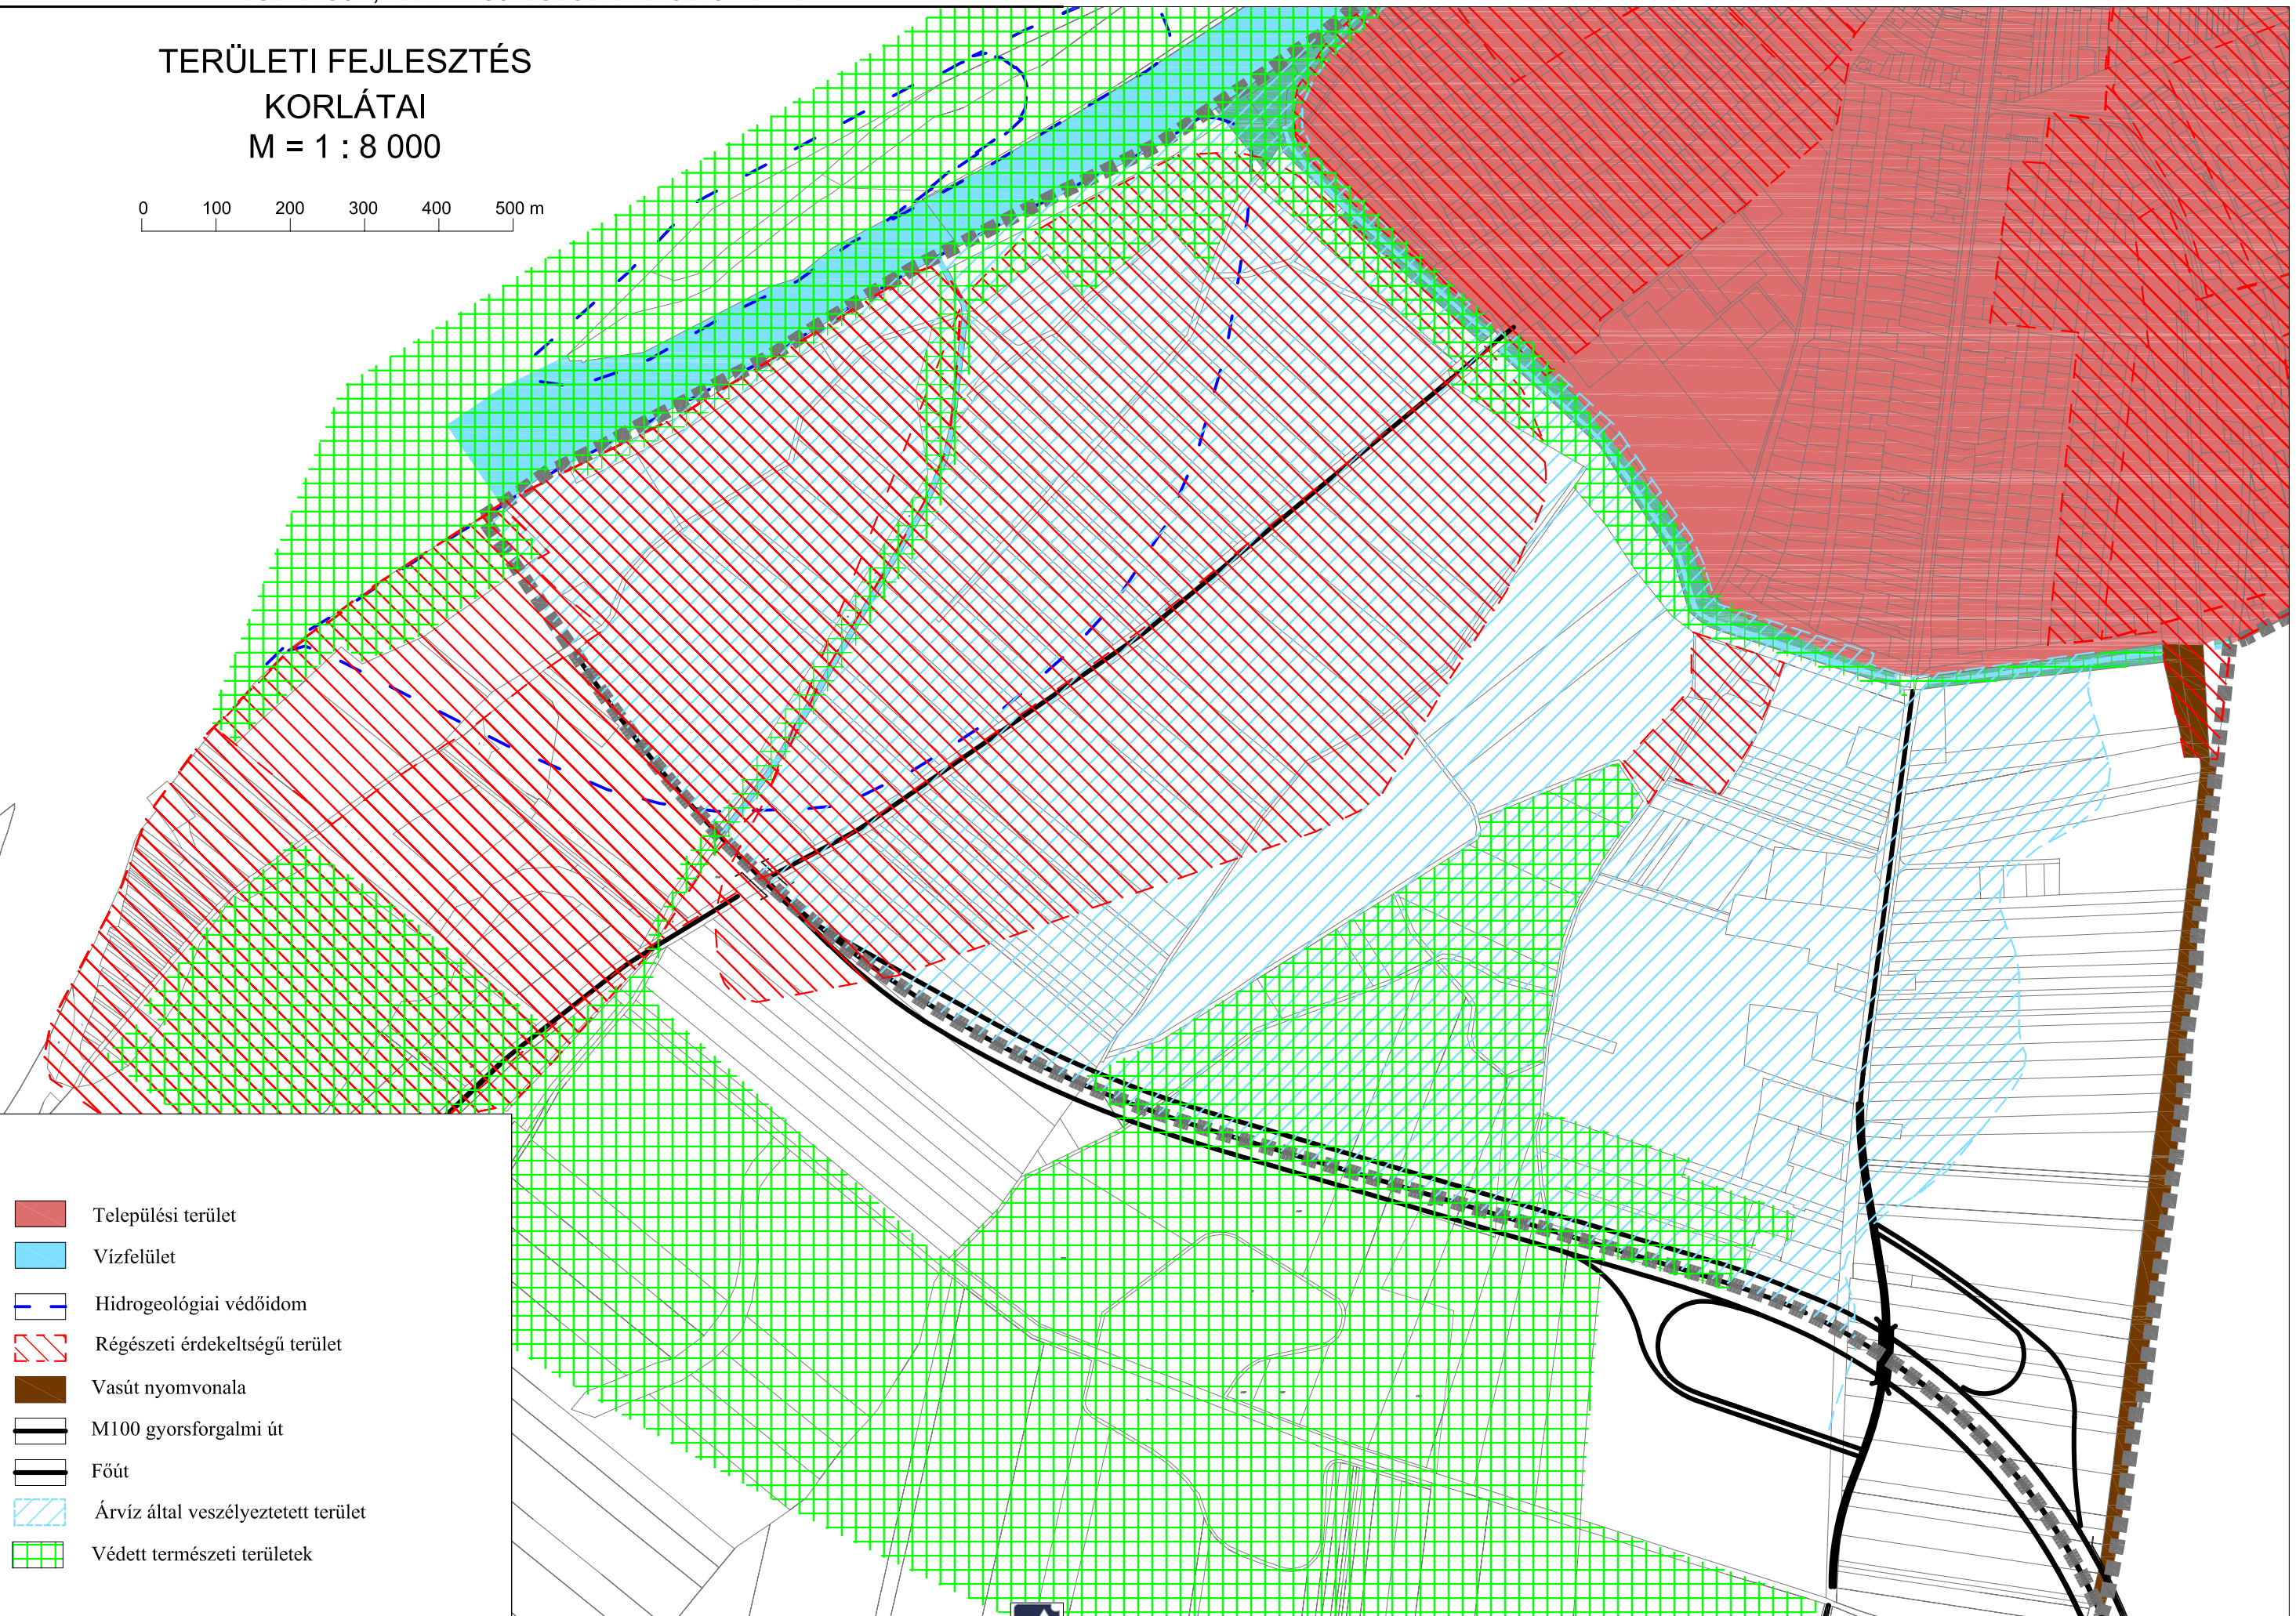 TERÜLETI FEJLESZTÉS
KORLÁTAI
M = 1 : 8 000
0 100 200 300 400 500 m
Települési terület
Vízfelület
Hidrogeológiai védőidom
Régészeti érdekeltségű terület
Vasút nyomvonala
M100 gyorsforgalmi út
Főút
Árvíz által veszélyeztetett terület
Védett természeti területek